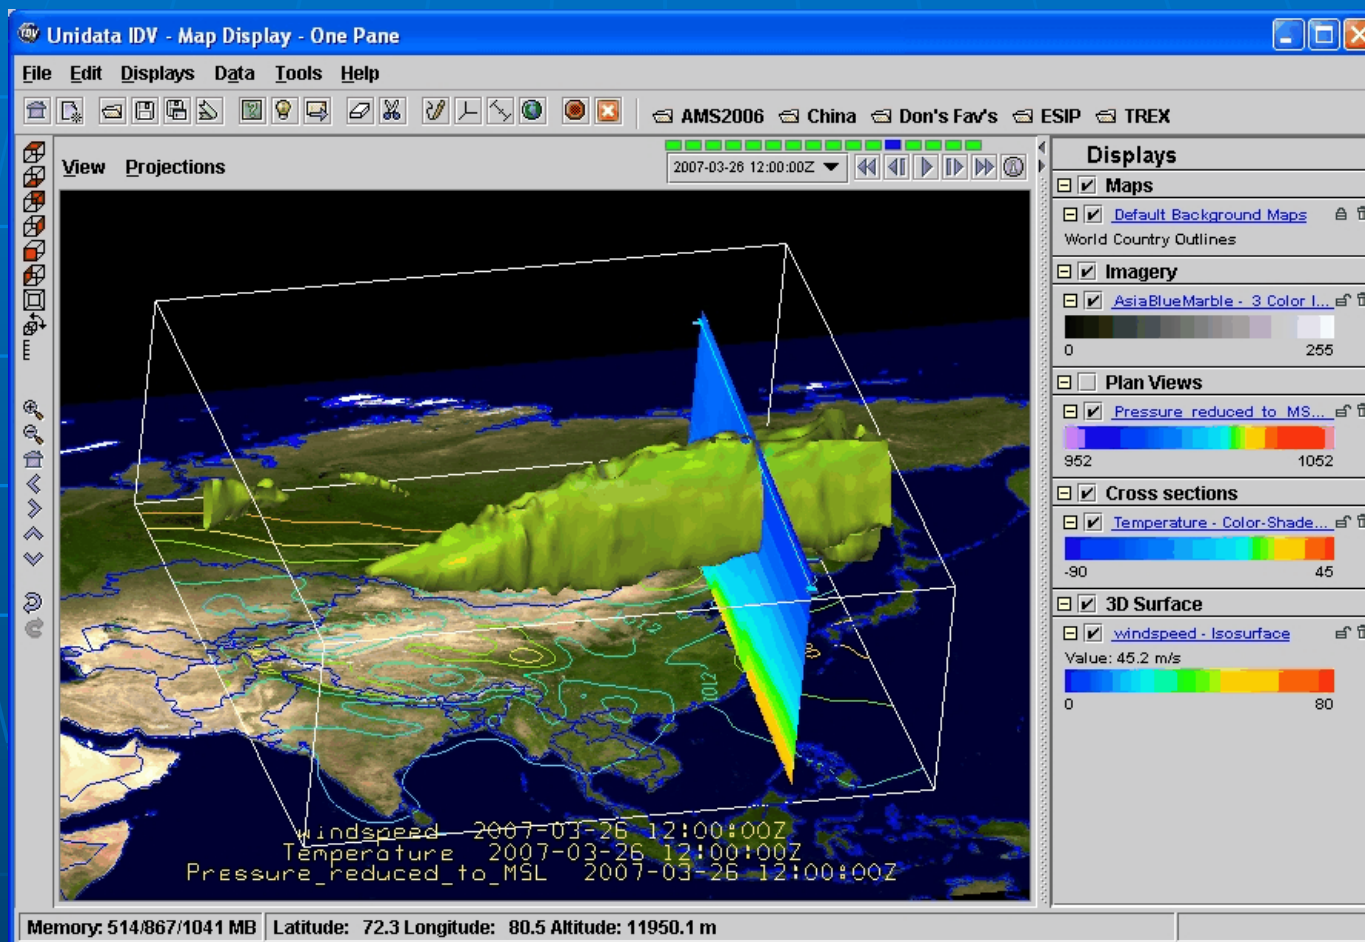 Unidata IDV - Map Display - One Pane
File Edit Displays Data Tools Help
AMS2006 China Don's Fav's ESIP TREX
View Projections
2007-03-26 12:00:00Z
Displays
Maps
Default Background Maps
World Country Outlines
Imagery
AsiaBlueMarble - 3 Color I...
0 255
Plan Views
Pressure_reduced_to_MS...
952 1052
Cross sections
Temperature - Color-Shade...
-90 45
3D Surface
windspeed - Isosurface
Value: 45.2 m/s
0 80
1012
windspeed 2007-03-26 12:00:00Z
Temperature 2007-03-26 12:00:00Z
Pressure_reduced_to_MSL 2007-03-26 12:00:00Z
Memory: 514/867/1041 MB Latitude: 72.3 Longitude: 80.5 Altitude: 11950.1 m